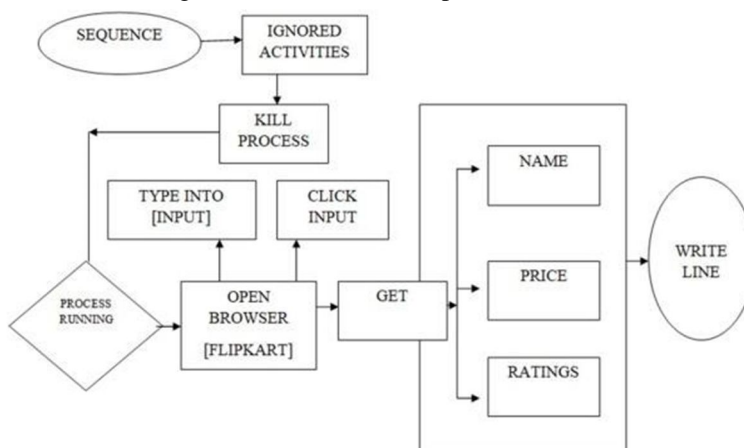 SEQUENCE
IGNORED
ACTIVITIES
KILL
PROCESS
TYPE INTO
[INPUT]
CLICK
INPUT
PROCESS
RUNNING
OPEN
BROWSER
[FLIPKART]
GET
NAME
PRICE
RATINGS
WRITE
LINE